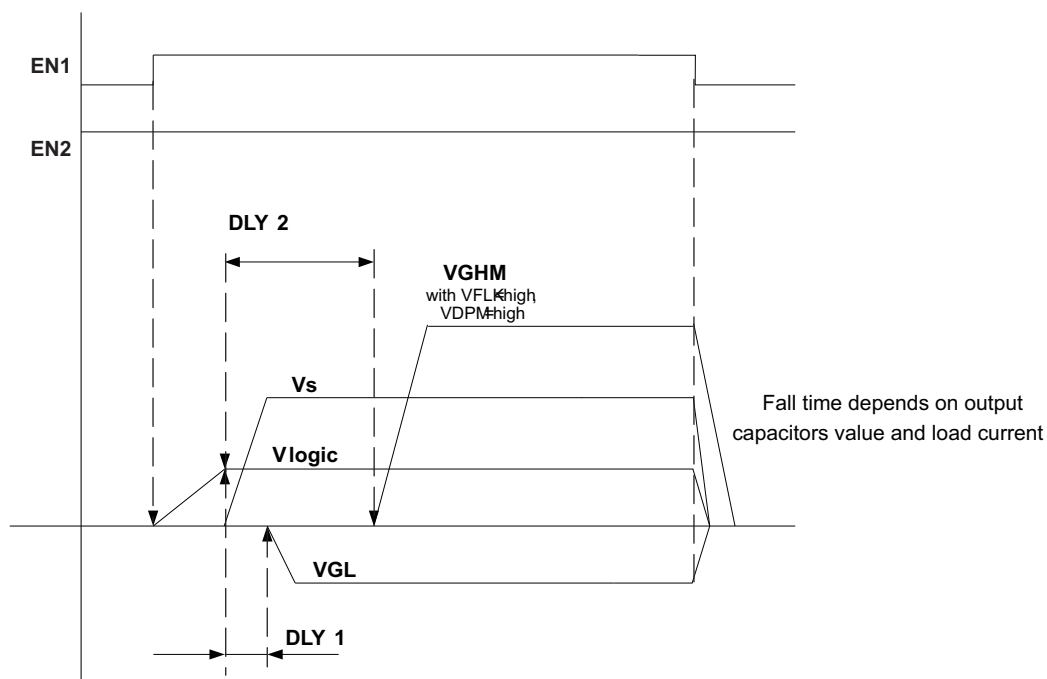 EN1
EN2
DLY 2
VGHM
with VFLK=high,
VDPM=high
Vs
Vlogic
Fall time depends on output
capacitors value and load current
VGL
DLY 1